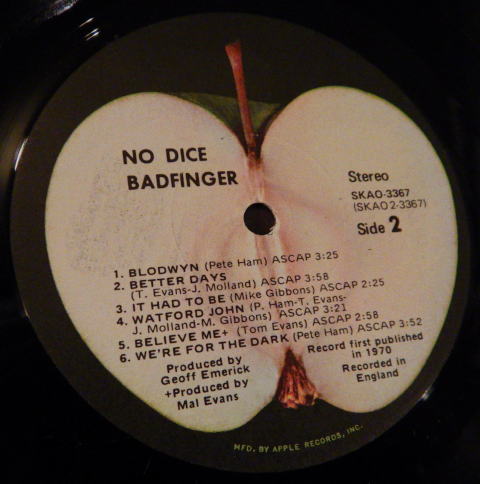 NO DICE
BADFINGER
Stereo
SKAO-3367
(SKAO 2-3367)
Side 2
1. BLODWYN (Pete Ham) ASCAP 3:25
2. BETTER DAYS
(T. Evans-J. Molland) ASCAP 3:58
3. IT HAD TO BE (Mike Gibbons) ASCAP 2:25
4. WATFORD JOHN (P. Ham-T. Evans-
J. Molland-M. Gibbons) ASCAP 3:21
5. BELIEVE ME+ (Tom Evans) ASCAP 2:58
6. WE'RE FOR THE DARK (Pete Ham) ASCAP 3:52
Produced by
Geoff Emerick
+Produced by
Mal Evans
Record first published
in 1970
Recorded in
England
MFD. BY APPLE RECORDS, INC.